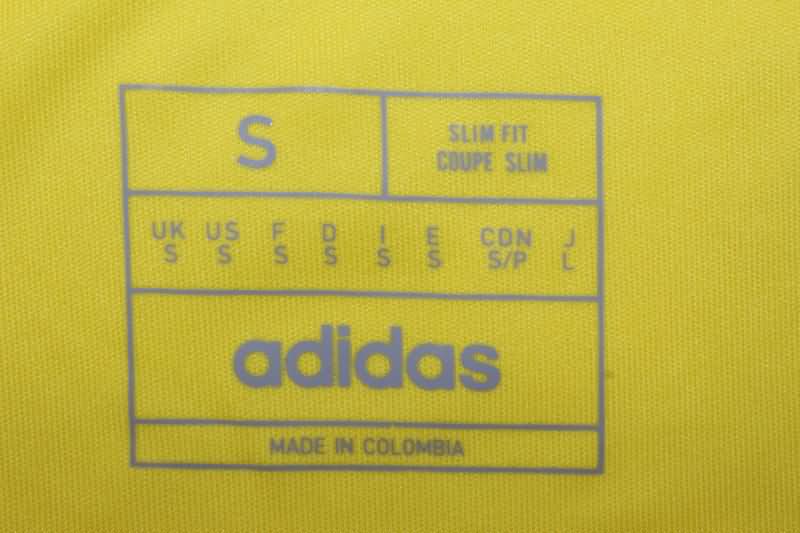 S
SLIM FIT
COUPE SLIM
UK US F D I E CDN J
S S S S S S S/P L
adidas
MADE IN COLOMBIA